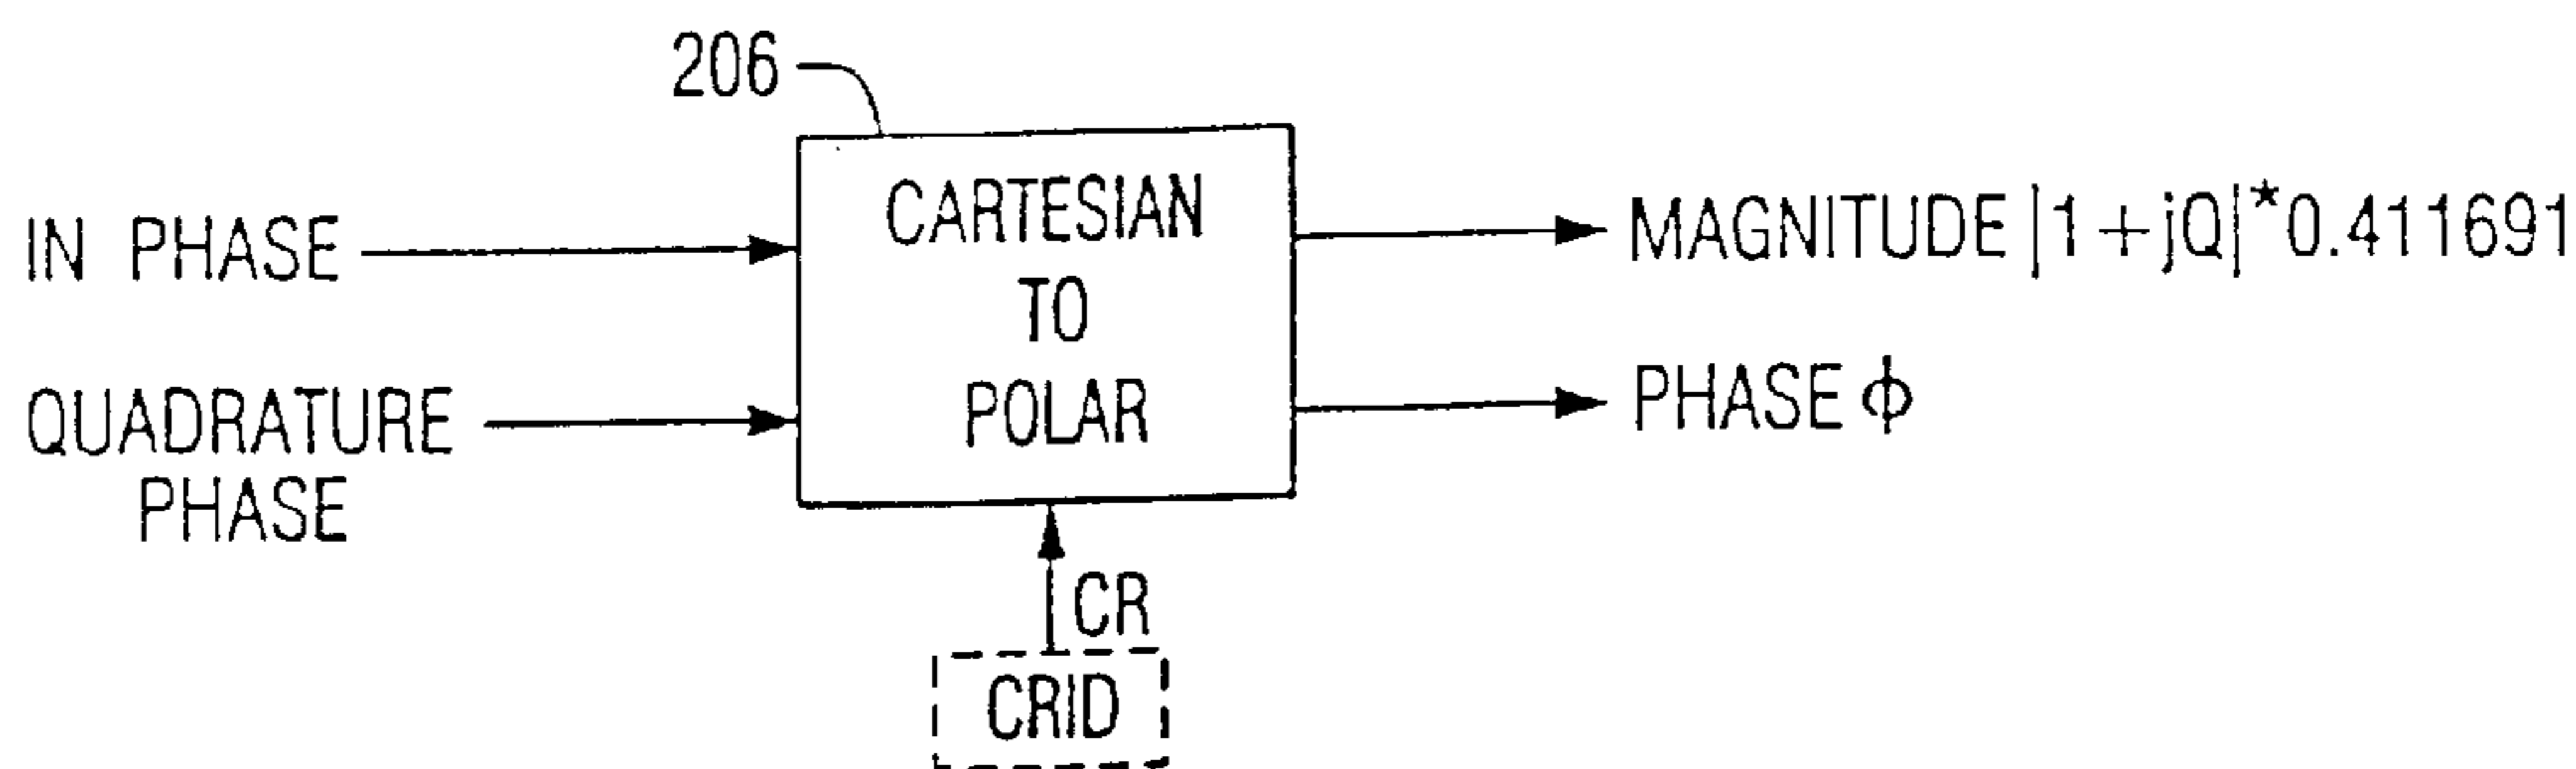 206
IN PHASE
QUADRATURE
PHASE
CARTESIAN
TO
POLAR
MAGNITUDE |1+jQ|*0.411691
PHASE ϕ
CR
CRID